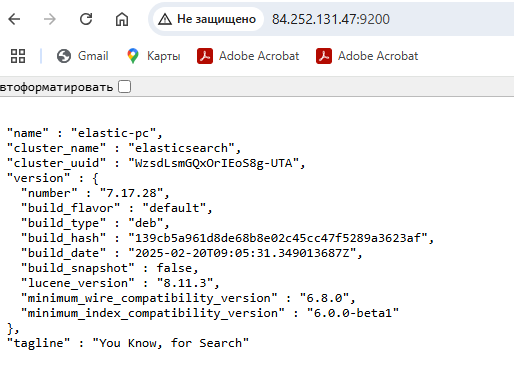 Не защищено 84.252.131.47:9200
Gmail Карты Adobe Acrobat Adobe Acrobat
втоформатировать
"name" : "elastic-pc",
"cluster_name" : "elasticsearch",
"cluster_uuid" : "WzsdLsmGQxOrIEoS8g-UTA",
"version" : {
"number" : "7.17.28",
"build_flavor" : "default",
"build_type" : "deb",
"build_hash" : "139cb5a961d8de68b8e02c45cc47f5289a3623af",
"build_date" : "2025-02-20T09:05:31.349013687Z",
"build_snapshot" : false,
"lucene_version" : "8.11.3",
"minimum_wire_compatibility_version" : "6.8.0",
"minimum_index_compatibility_version" : "6.0.0-beta1"
},
"tagline" : "You Know, for Search"